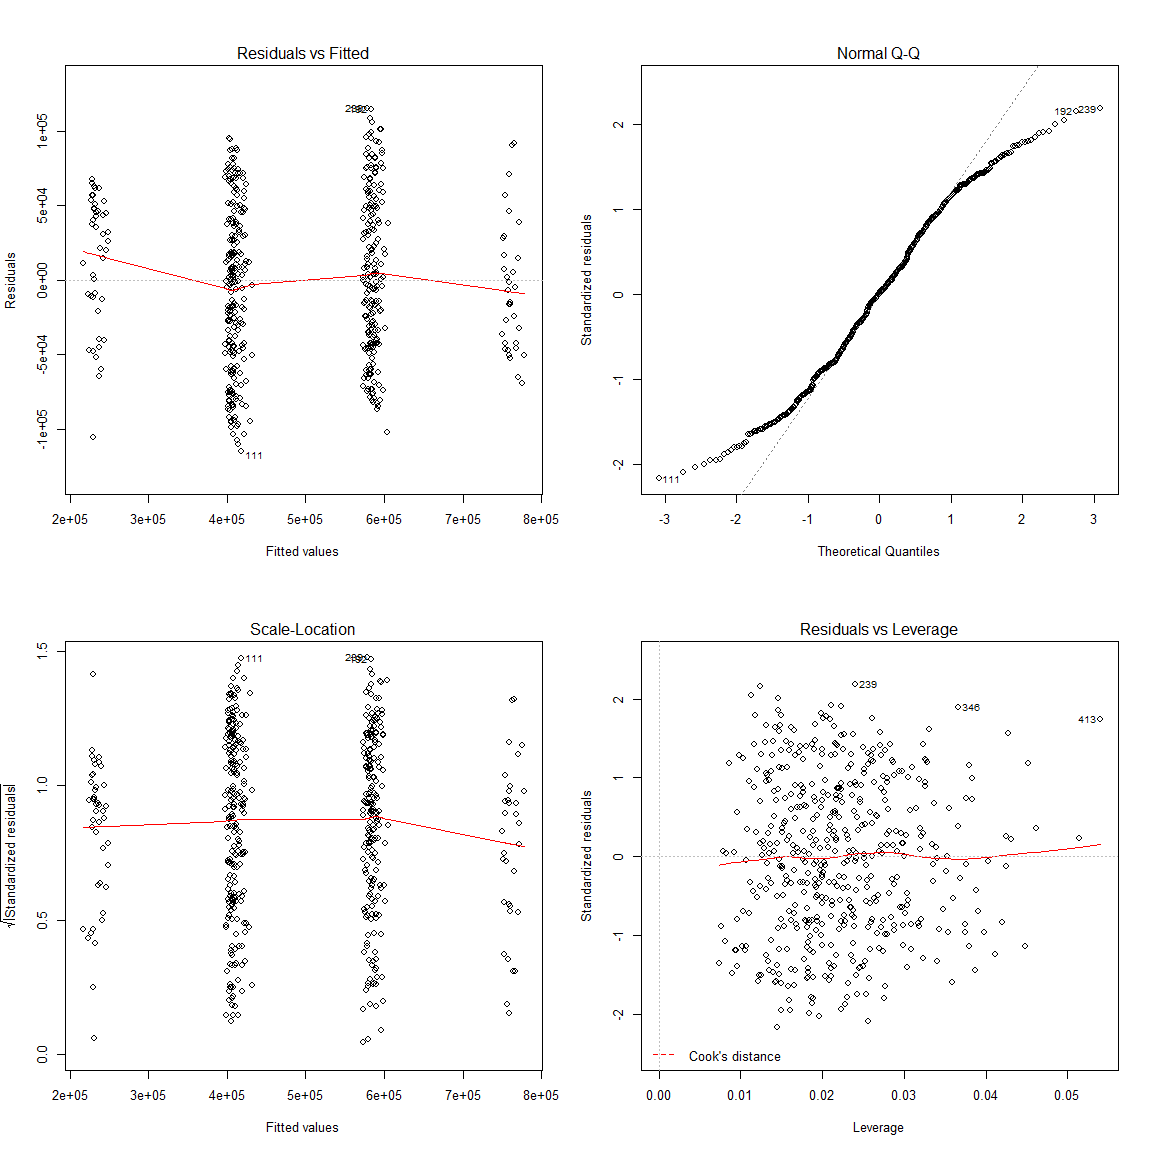 Residuals vs Fitted
Residuals
1e+05
5e+04
0e+00
-5e+04
-1e+05
111
2e+05 3e+05 4e+05 5e+05 6e+05 7e+05 8e+05
Fitted values
Normal Q-Q
Standardized residuals
2
1
0
-1
-2
192 239
111
-3 -2 -1 0 1 2 3
Theoretical Quantiles
Scale-Location
√|Standardized residuals|
1.5
1.0
0.5
0.0
111
2e+05 3e+05 4e+05 5e+05 6e+05 7e+05 8e+05
Fitted values
Residuals vs Leverage
Standardized residuals
2
1
0
-1
-2
239
346
413
Cook's distance
0.00 0.01 0.02 0.03 0.04 0.05
Leverage